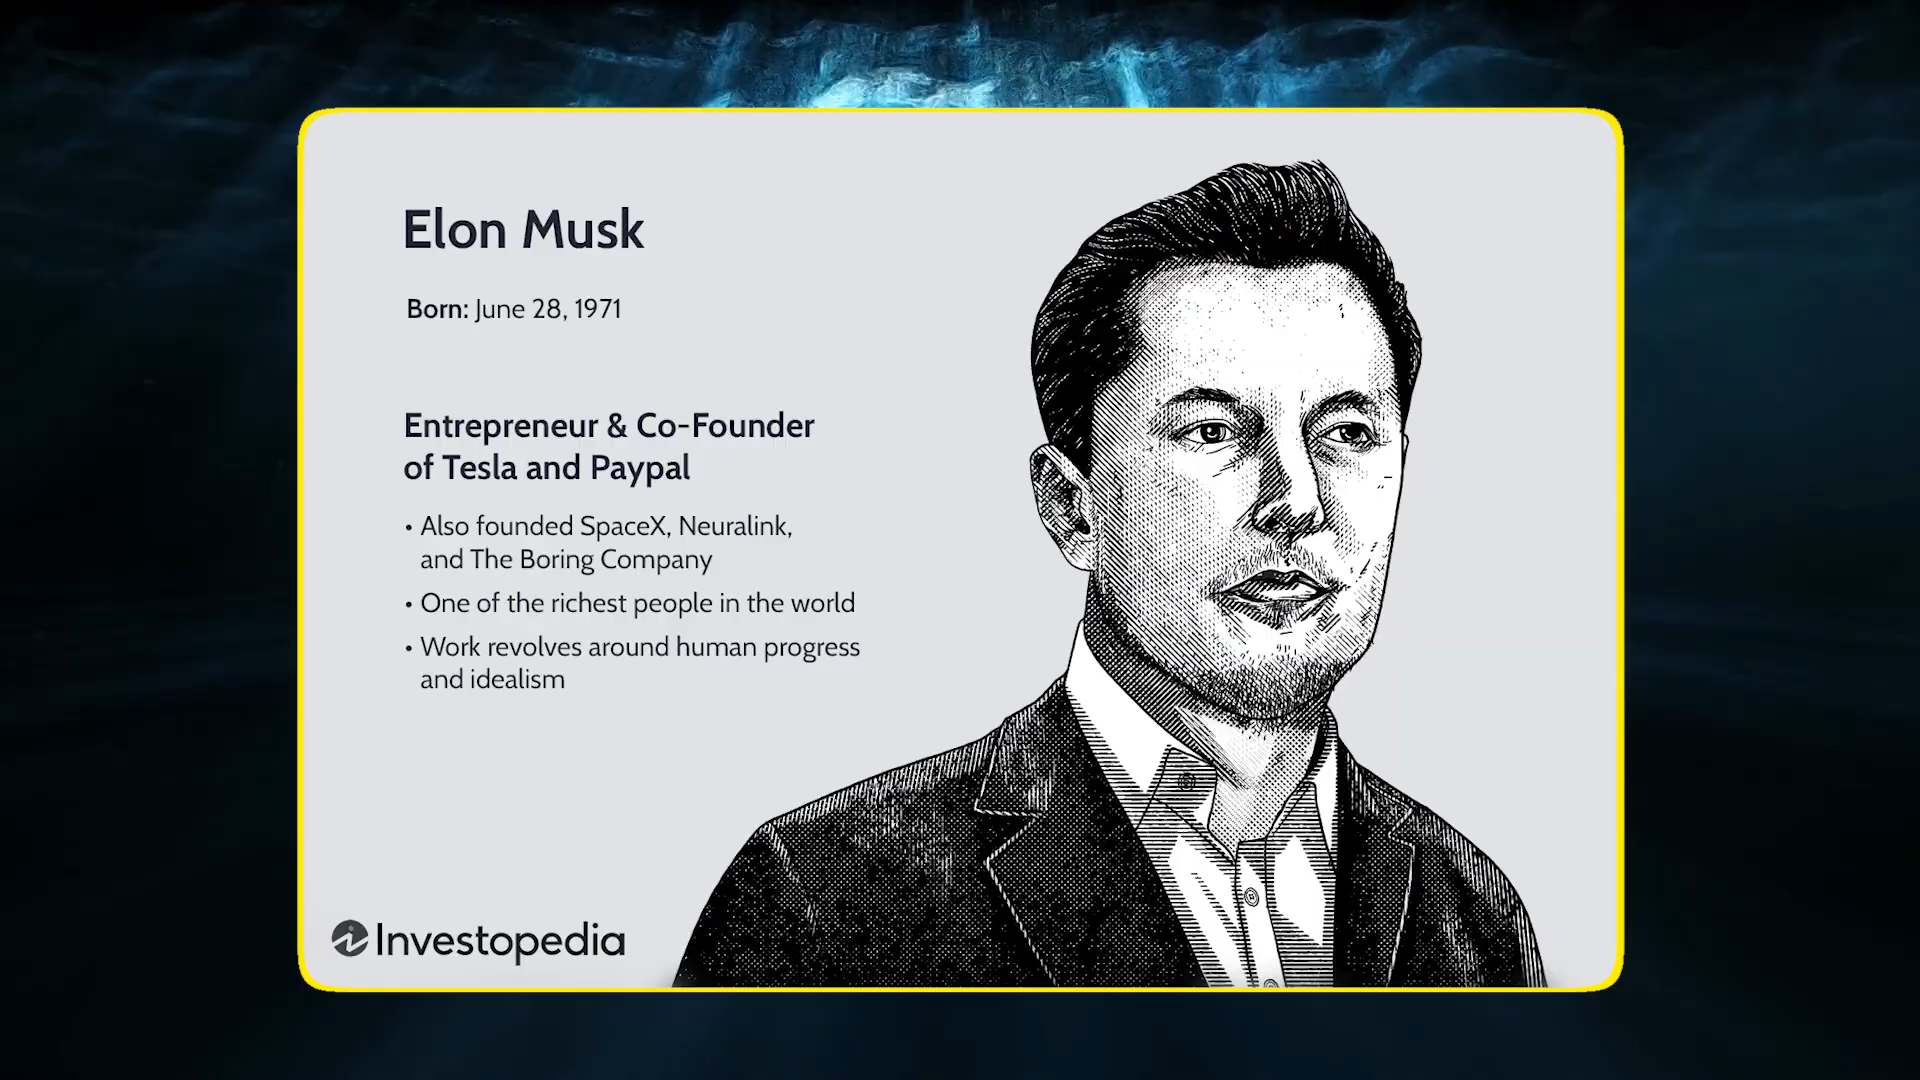 Elon Musk
Born: June 28, 1971
Entrepreneur & Co-Founder
of Tesla and Paypal
• Also founded SpaceX, Neuralink,
and The Boring Company
• One of the richest people in the world
• Work revolves around human progress
and idealism
Investopedia